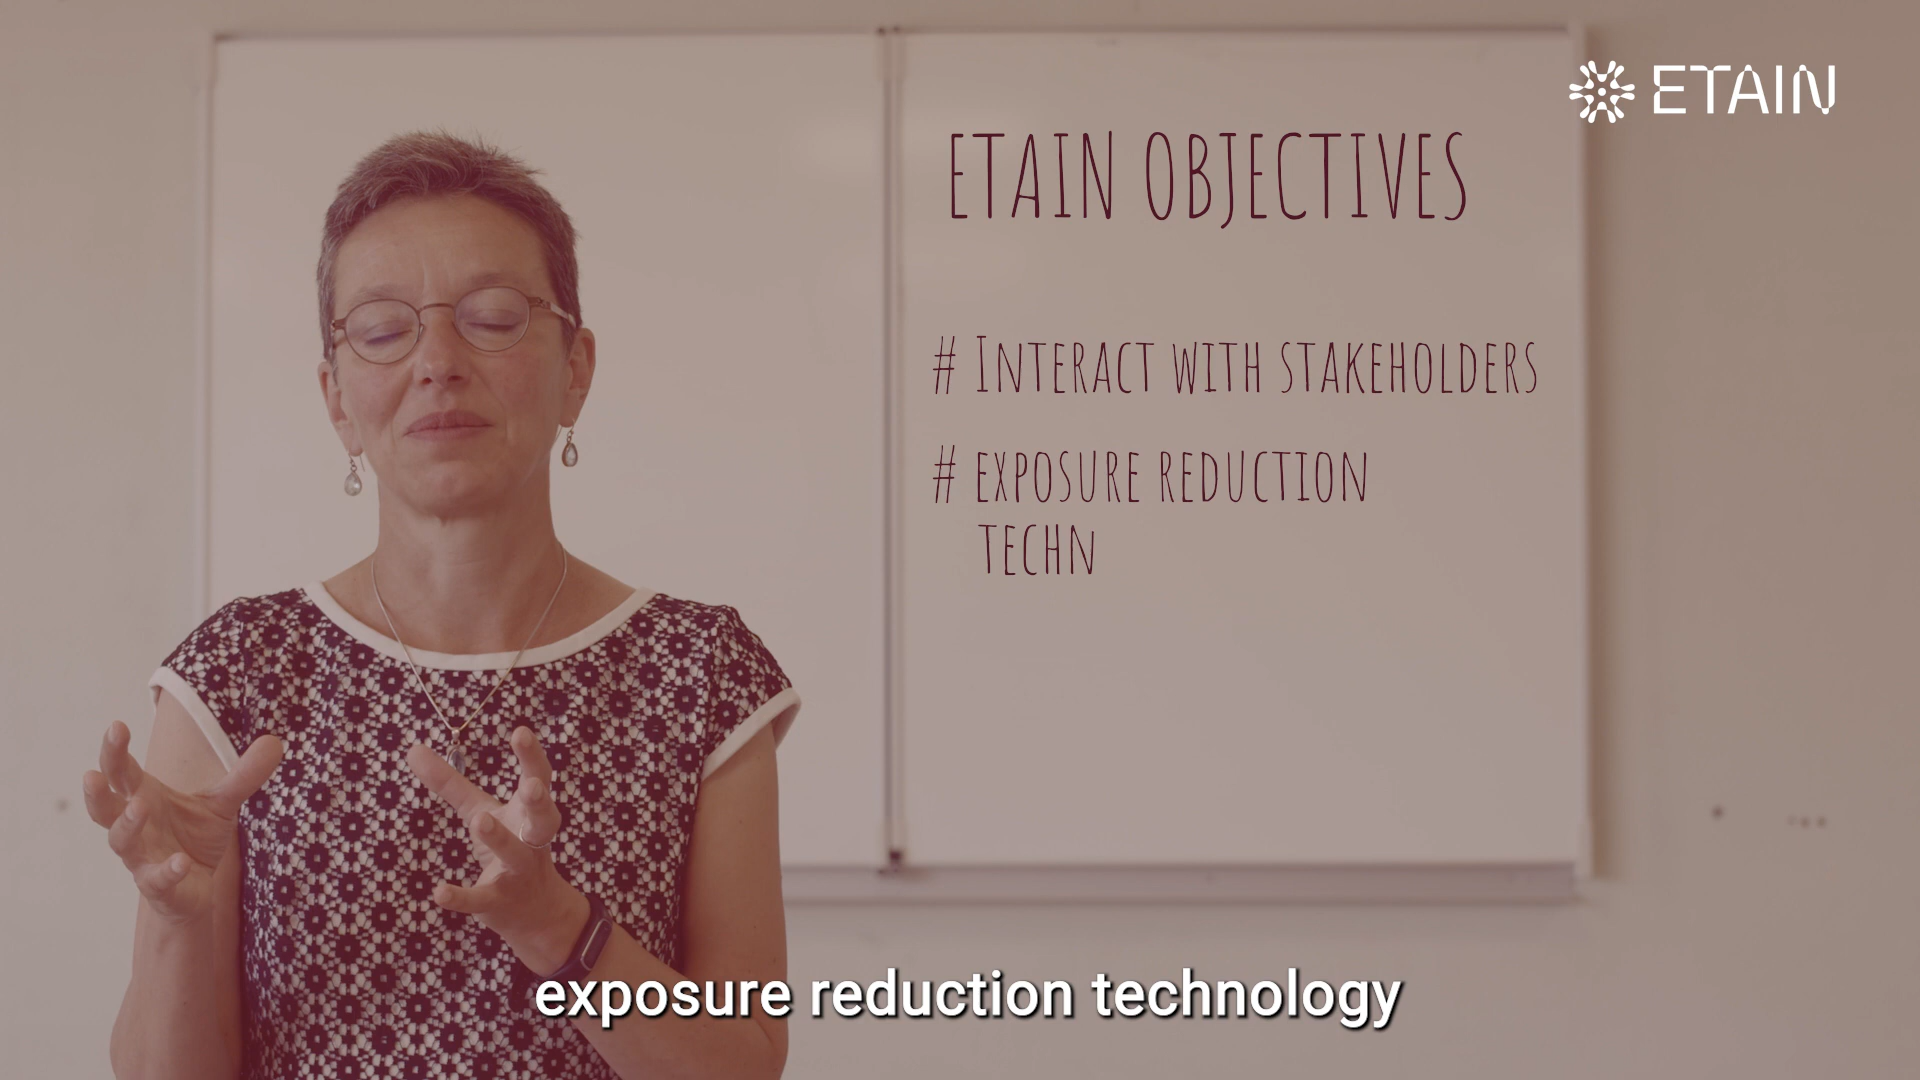 ETAIN
ETAIN OBJECTIVES
# INTERACT WITH STAKEHOLDERS
# EXPOSURE REDUCTION
TECHN
exposure reduction technology